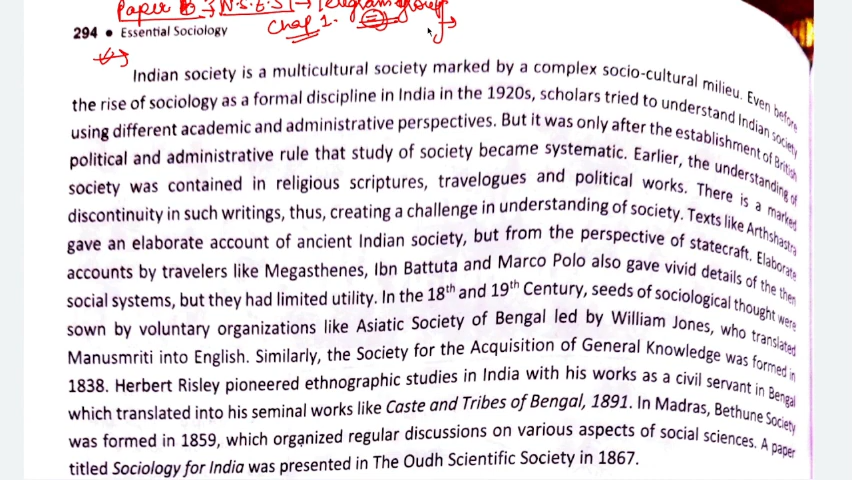 Paper B → N.S.E.S → Telegram group
Chap 1.
294 • Essential Sociology
Indian society is a multicultural society marked by a complex socio-cultural milieu. Even before
the rise of sociology as a formal discipline in India in the 1920s, scholars tried to understand Indian society
using different academic and administrative perspectives. But it was only after the establishment of British
political and administrative rule that study of society became systematic. Earlier, the understanding of
society was contained in religious scriptures, travelogues and political works. There is a marked
discontinuity in such writings, thus, creating a challenge in understanding of society. Texts like Arthshastra
gave an elaborate account of ancient Indian society, but from the perspective of statecraft. Elaborate
accounts by travelers like Megasthenes, Ibn Battuta and Marco Polo also gave vivid details of the then
social systems, but they had limited utility. In the 18th and 19th Century, seeds of sociological thought were
sown by voluntary organizations like Asiatic Society of Bengal led by William Jones, who translated
Manusmriti into English. Similarly, the Society for the Acquisition of General Knowledge was formed in
1838. Herbert Risley pioneered ethnographic studies in India with his works as a civil servant in Bengal
which translated into his seminal works like Caste and Tribes of Bengal, 1891. In Madras, Bethune Society
was formed in 1859, which organized regular discussions on various aspects of social sciences. A paper
titled Sociology for India was presented in The Oudh Scientific Society in 1867.